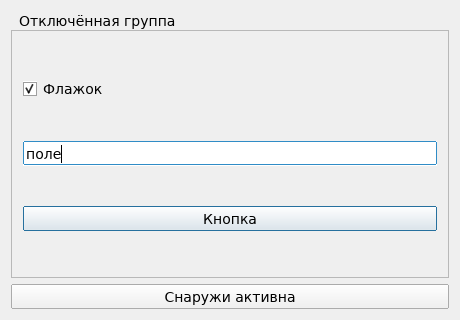 Отключённая группа
Флажок
поле
Кнопка
Снаружи активна